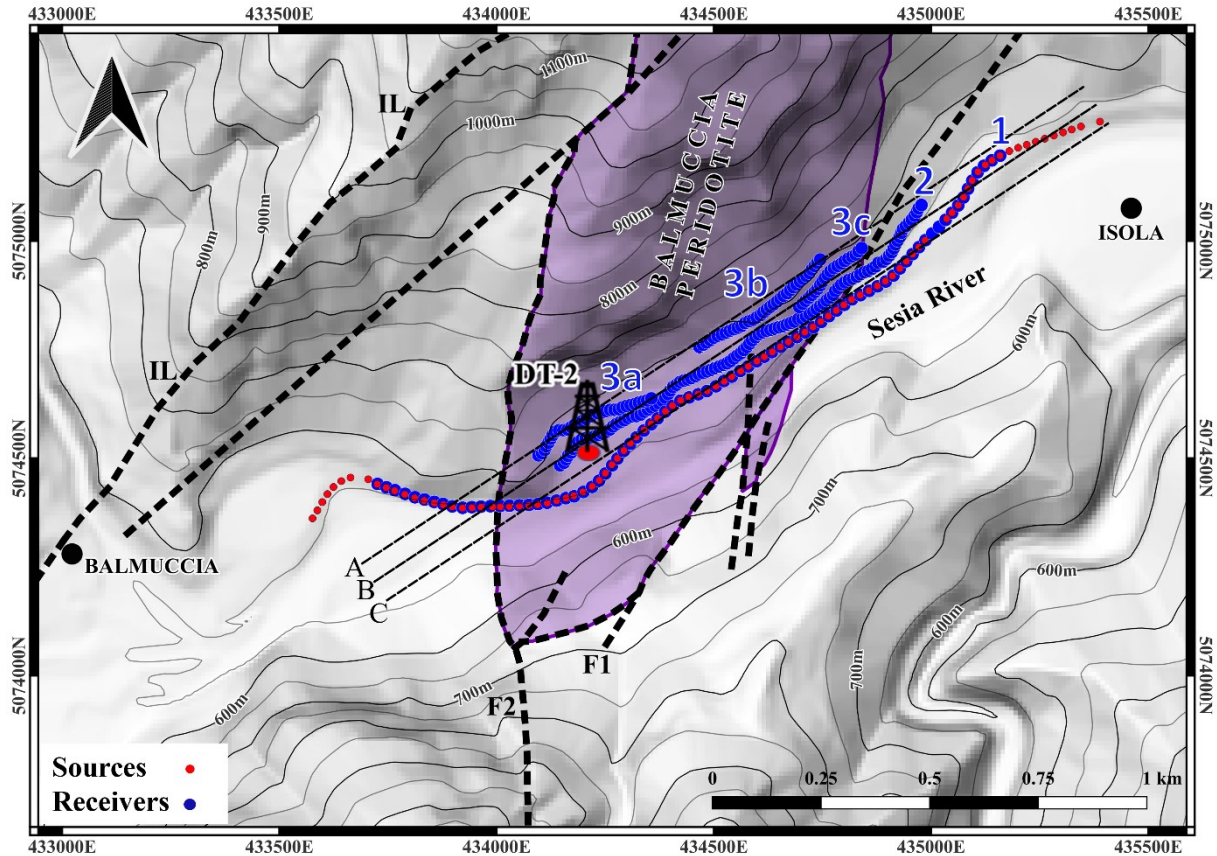 433000E 433500E 434000E 434500E 435000E 435500E
5075000N
5074500N
5074000N
5075000N
5074500N
5074000N
1100m
IL
1000m
BALMUCCIA
PERIDOTITE
1
900m
900m
2
800m
3c
ISOLA
800m
3b
Sesia River
IL
600m
DT-2
3a
700m
BALMUCCIA
A
B
C
600m
600m
600m
F1
700m
700m
F2
600m
Sources
Receivers
0 0.25 0.5 0.75 1 km
433000E 433500E 434000E 434500E 435000E 435500E